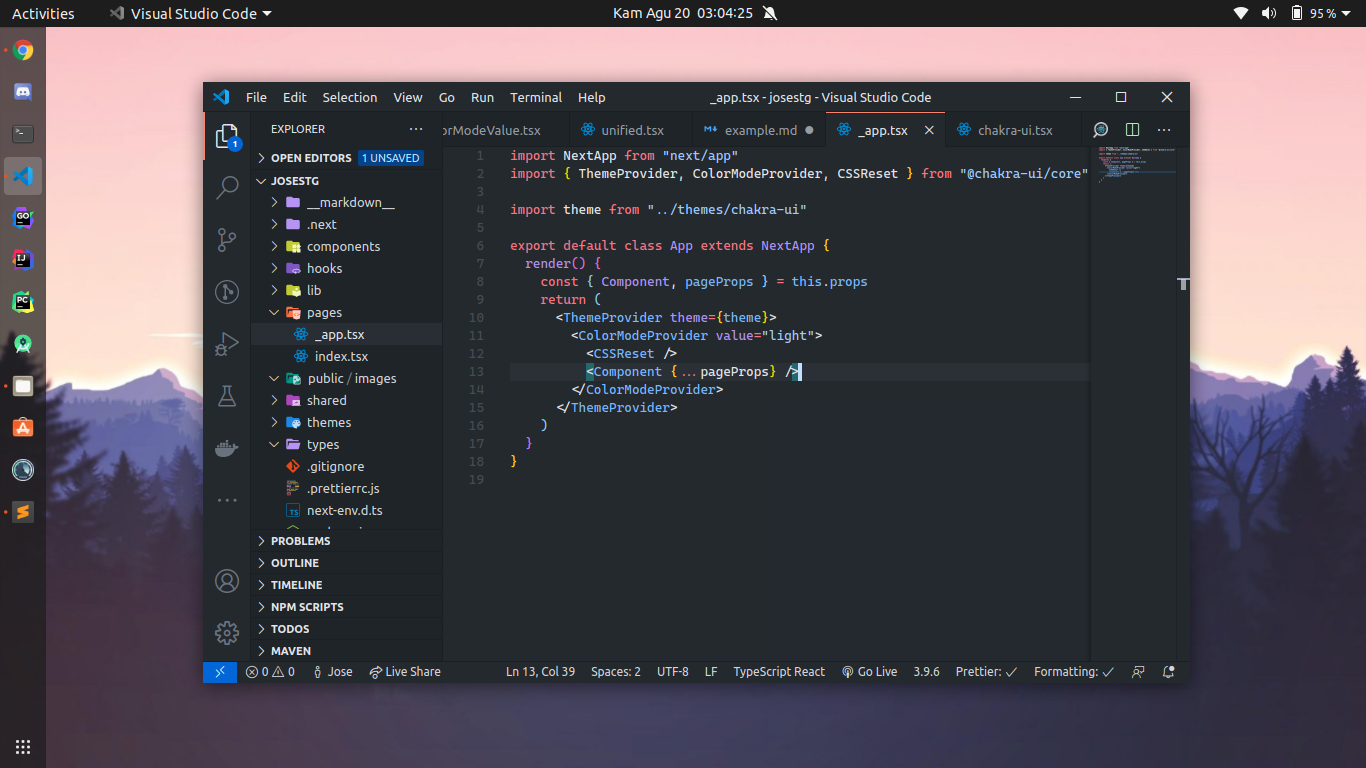 Activities Visual Studio Code Kam Agu 20 03:04:25 95 %
File Edit Selection View Go Run Terminal Help _app.tsx - josestg - Visual Studio Code
EXPLORER
orModeValue.tsx unified.tsx example.md _app.tsx chakra-ui.tsx
1
OPEN EDITORS 1 UNSAVED
JOSESTG
__markdown__
.next
components
hooks
lib
pages
_app.tsx
index.tsx
public / images
shared
themes
types
.gitignore
.prettierrc.js
next-env.d.ts
PROBLEMS
OUTLINE
TIMELINE
NPM SCRIPTS
TODOS
MAVEN
1 import NextApp from "next/app"
2 import { ThemeProvider, ColorModeProvider, CSSReset } from "@chakra-ui/core"
3
4 import theme from "../themes/chakra-ui"
5
6 export default class App extends NextApp {
7 render() {
8 const { Component, pageProps } = this.props
9 return (
10 <ThemeProvider theme={theme}>
11 <ColorModeProvider value="light">
12 <CSSReset />
13 <Component {...pageProps} />
14 </ColorModeProvider>
15 </ThemeProvider>
16 )
17 }
18 }
19
0 0 Jose Live Share Ln 13, Col 39 Spaces: 2 UTF-8 LF TypeScript React Go Live 3.9.6 Prettier: ✓ Formatting: ✓
GO
IJ
PC